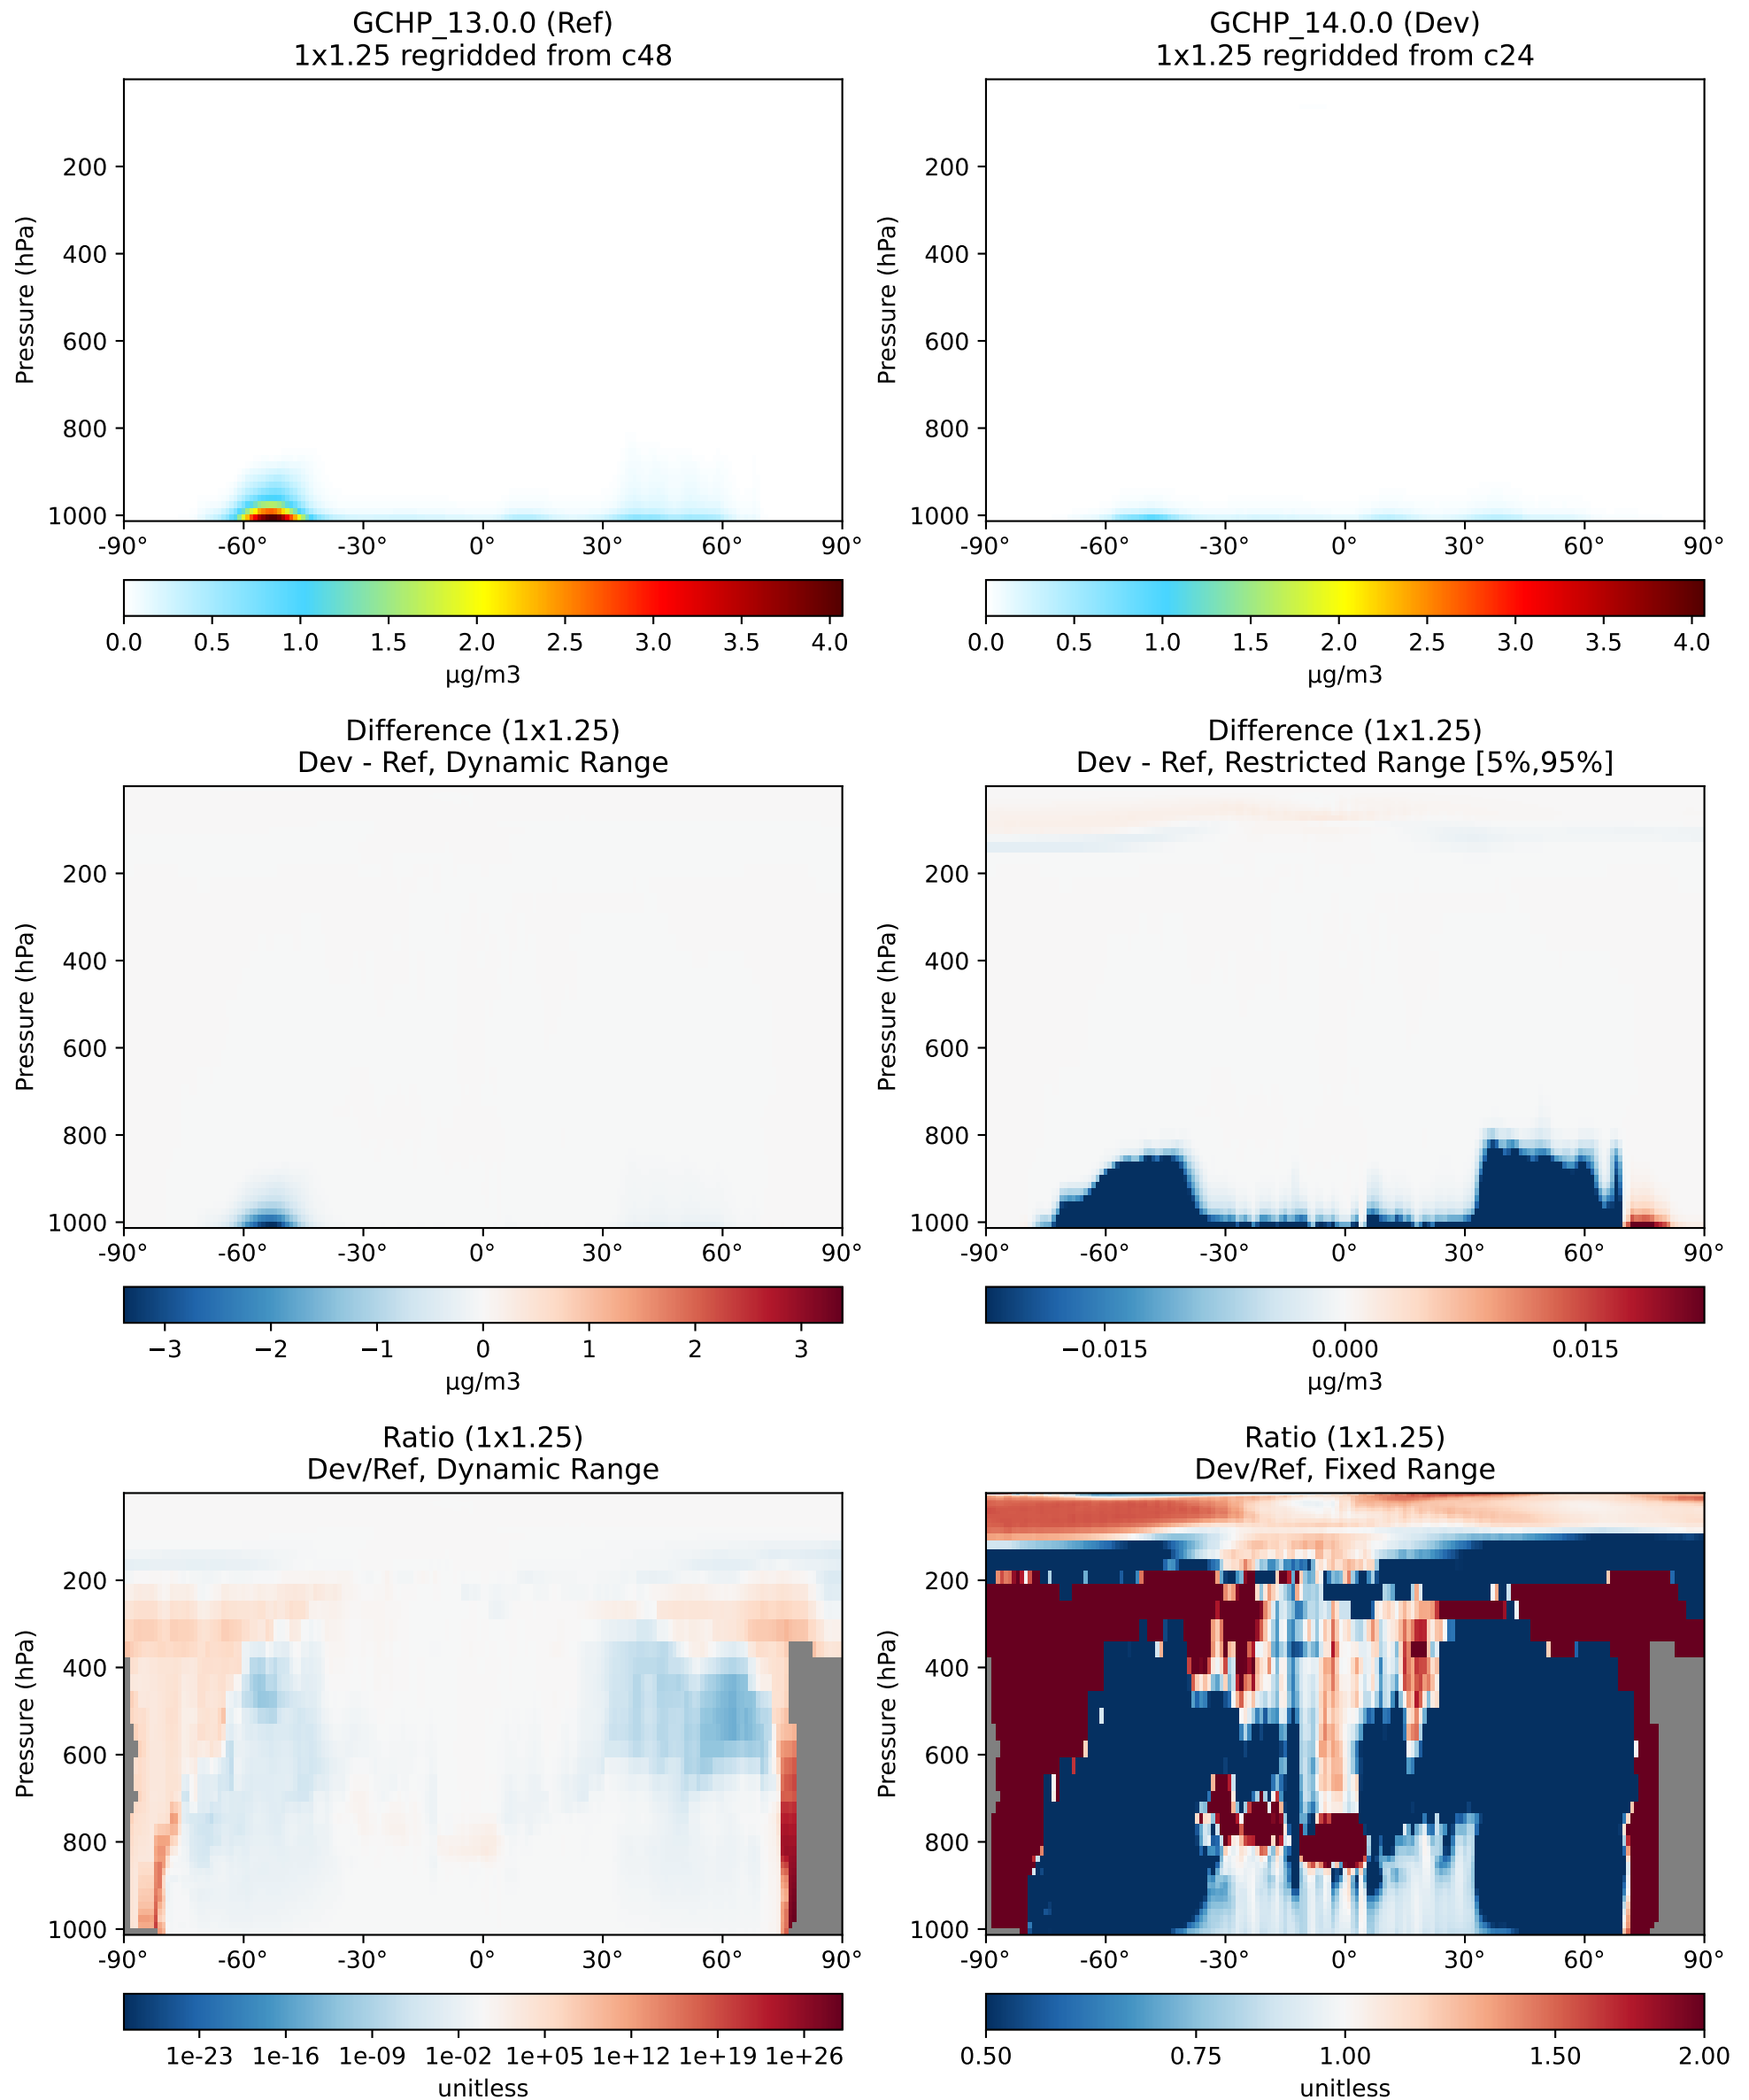 GCHP_13.0.0 (Ref)
1x1.25 regridded from c48
Pressure (hPa)
200
400
600
800
1000
-90° -60° -30° 0° 30° 60° 90°
0.0 0.5 1.0 1.5 2.0 2.5 3.0 3.5 4.0
µg/m3
GCHP_14.0.0 (Dev)
1x1.25 regridded from c24
Pressure (hPa)
200
400
600
800
1000
-90° -60° -30° 0° 30° 60° 90°
0.0 0.5 1.0 1.5 2.0 2.5 3.0 3.5 4.0
µg/m3
Difference (1x1.25)
Dev - Ref, Dynamic Range
Pressure (hPa)
200
400
600
800
1000
-90° -60° -30° 0° 30° 60° 90°
−3 −2 −1 0 1 2 3
µg/m3
Difference (1x1.25)
Dev - Ref, Restricted Range [5%,95%]
Pressure (hPa)
200
400
600
800
1000
-90° -60° -30° 0° 30° 60° 90°
−0.015 0.000 0.015
µg/m3
Ratio (1x1.25)
Dev/Ref, Dynamic Range
Pressure (hPa)
200
400
600
800
1000
-90° -60° -30° 0° 30° 60° 90°
1e-23 1e-16 1e-09 1e-02 1e+05 1e+12 1e+19 1e+26
unitless
Ratio (1x1.25)
Dev/Ref, Fixed Range
Pressure (hPa)
200
400
600
800
1000
-90° -60° -30° 0° 30° 60° 90°
0.50 0.75 1.00 1.50 2.00
unitless